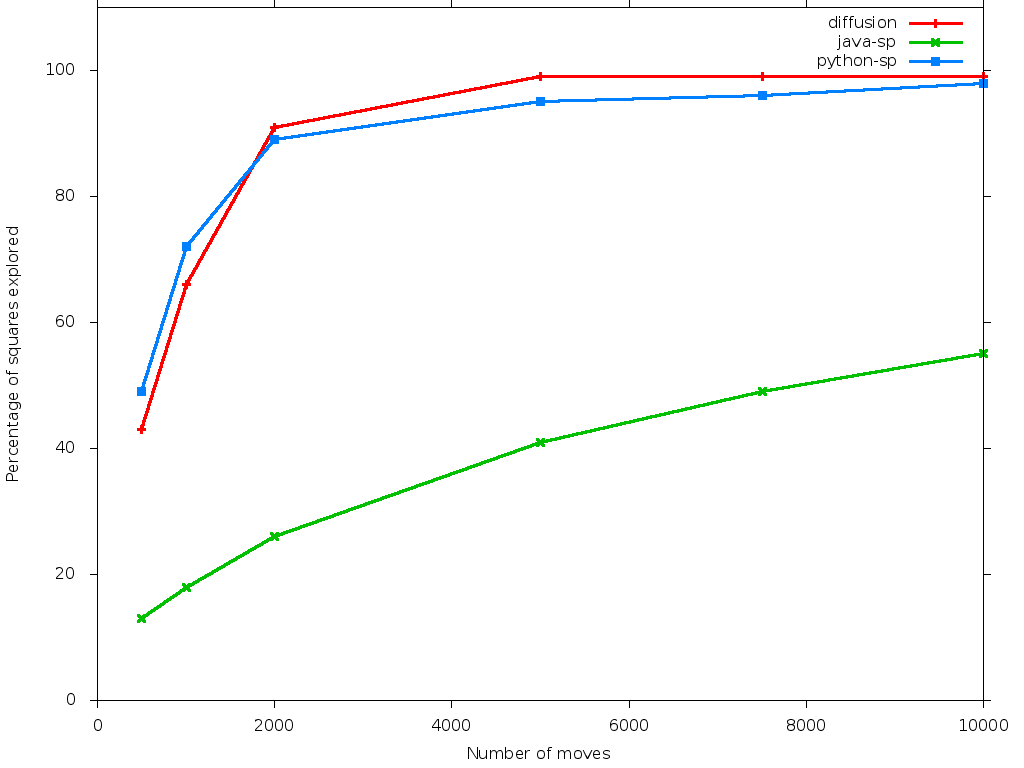 diffusion
java-sp
python-sp
100
80
60
40
20
0
Percentage of squares explored
0 2000 4000 6000 8000 10000
Number of moves